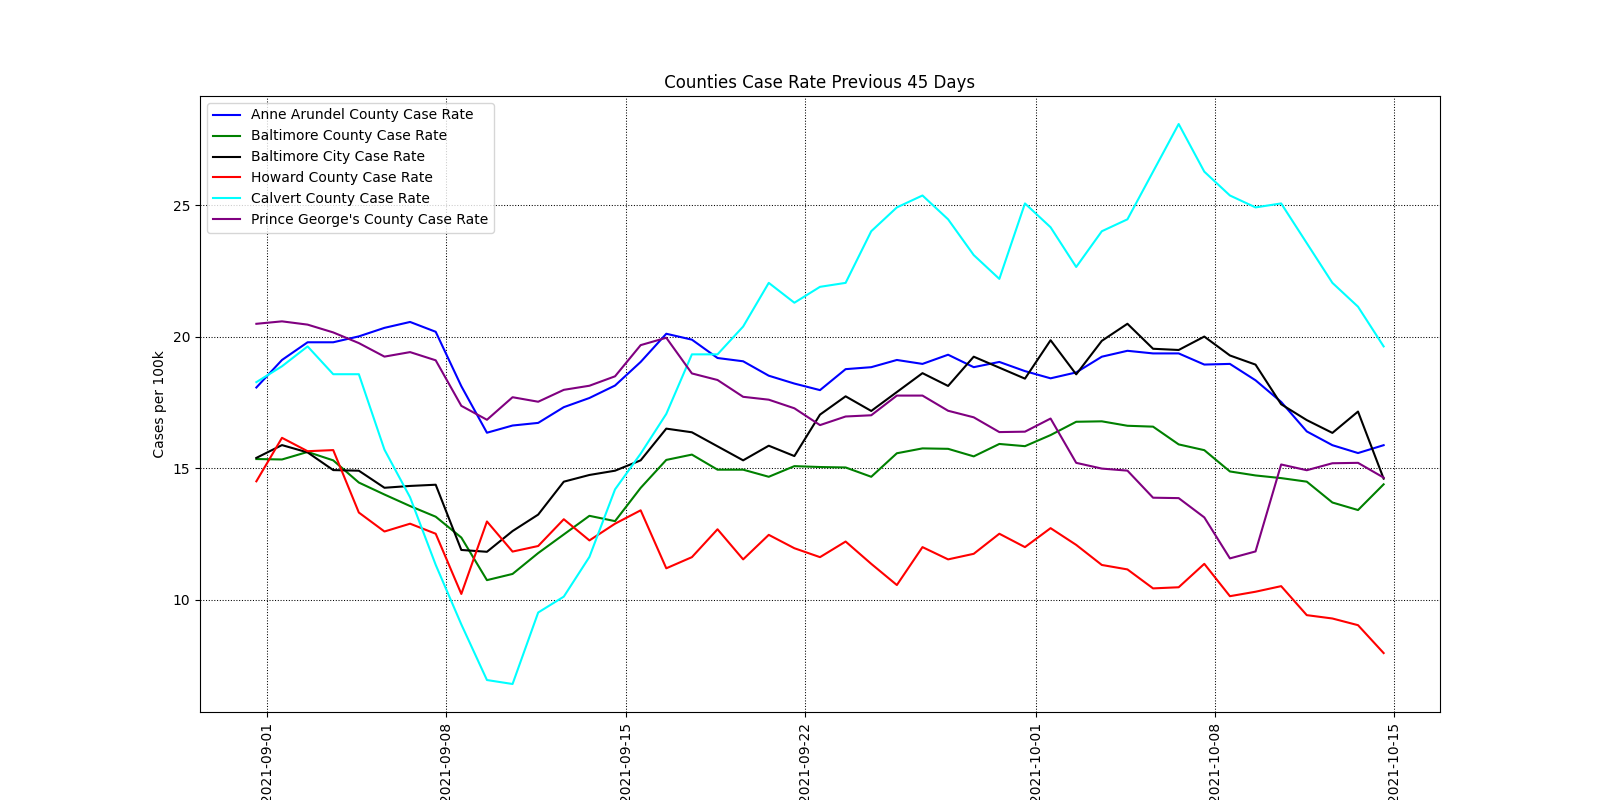 Counties Case Rate Previous 45 Days
Anne Arundel County Case Rate
Baltimore County Case Rate
Baltimore City Case Rate
Howard County Case Rate
Calvert County Case Rate
Prince George's County Case Rate
Cases per 100k
25
20
15
10
2021-09-01
2021-09-08
2021-09-15
2021-09-22
2021-10-01
2021-10-08
2021-10-15